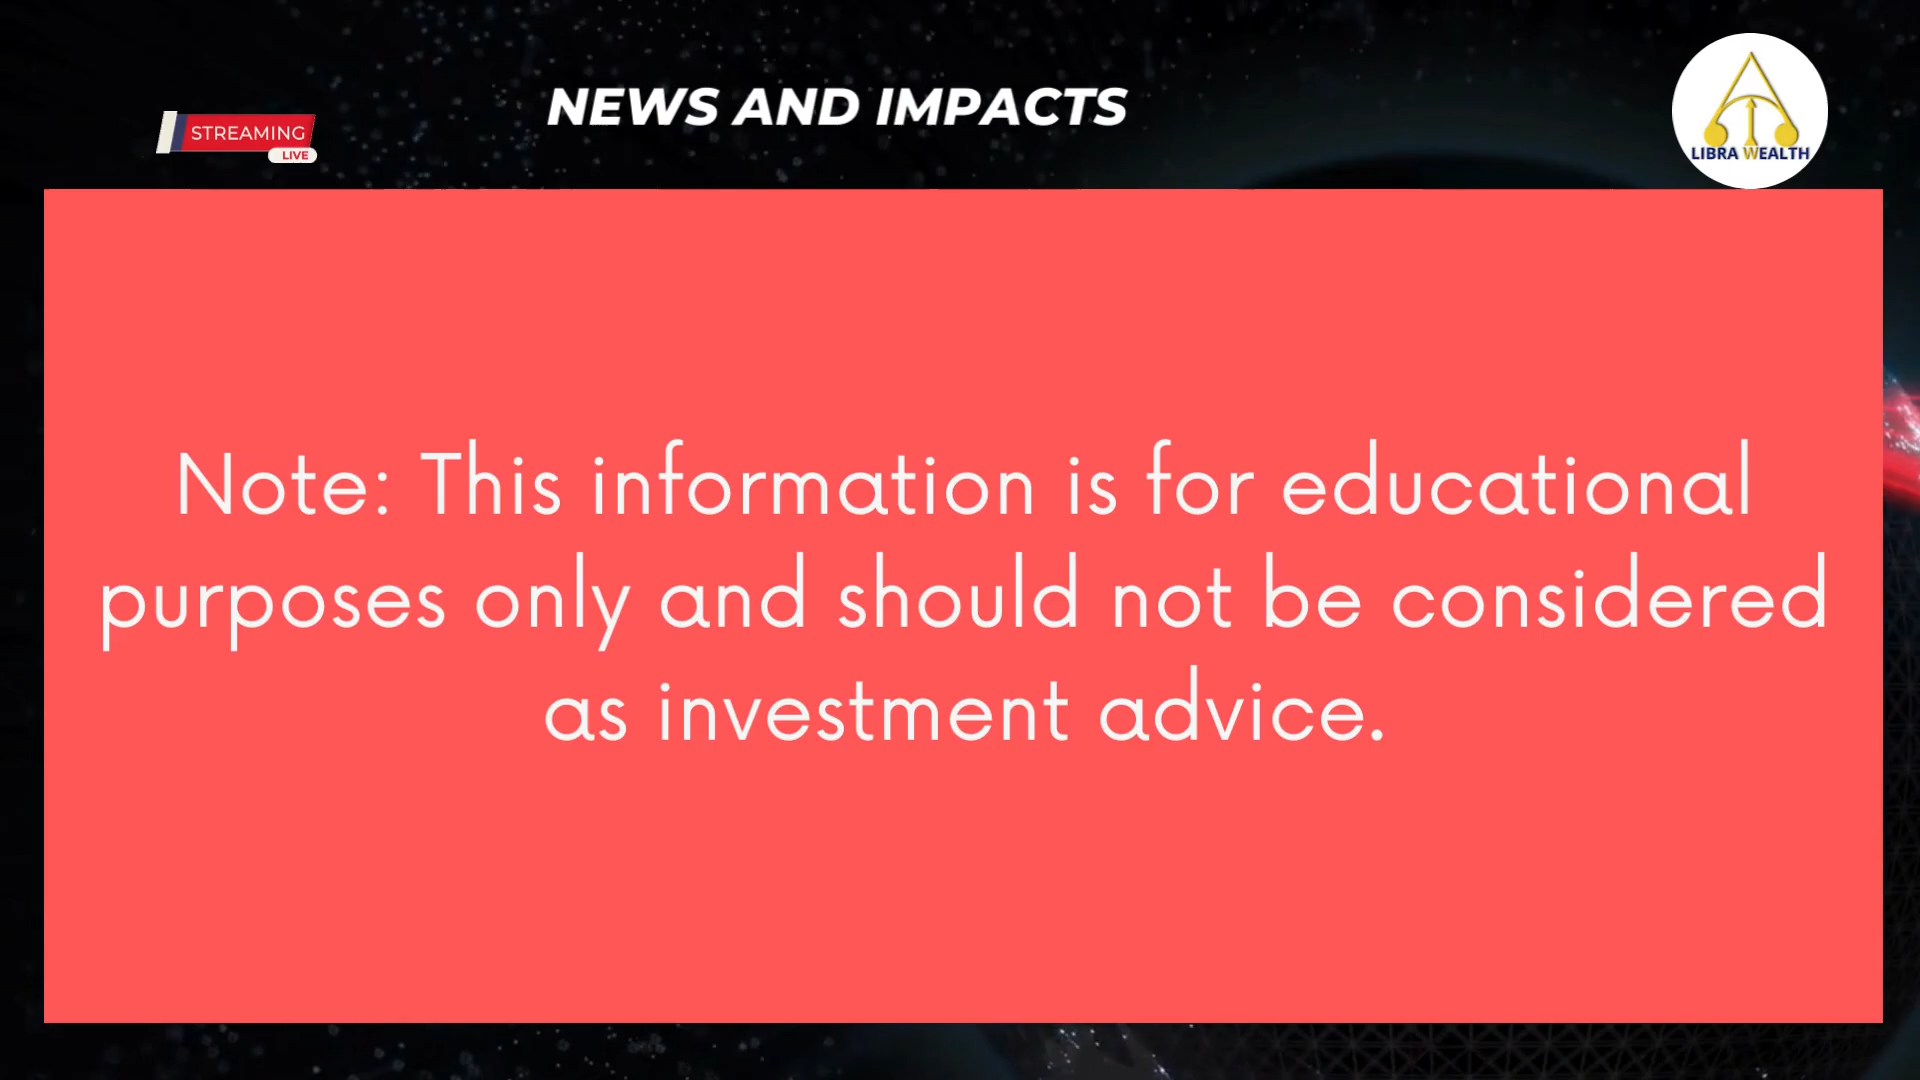 NEWS AND IMPACTS
STREAMING
LIVE
LIBRA WEALTH
Note: This information is for educational
purposes only and should not be considered
as investment advice.